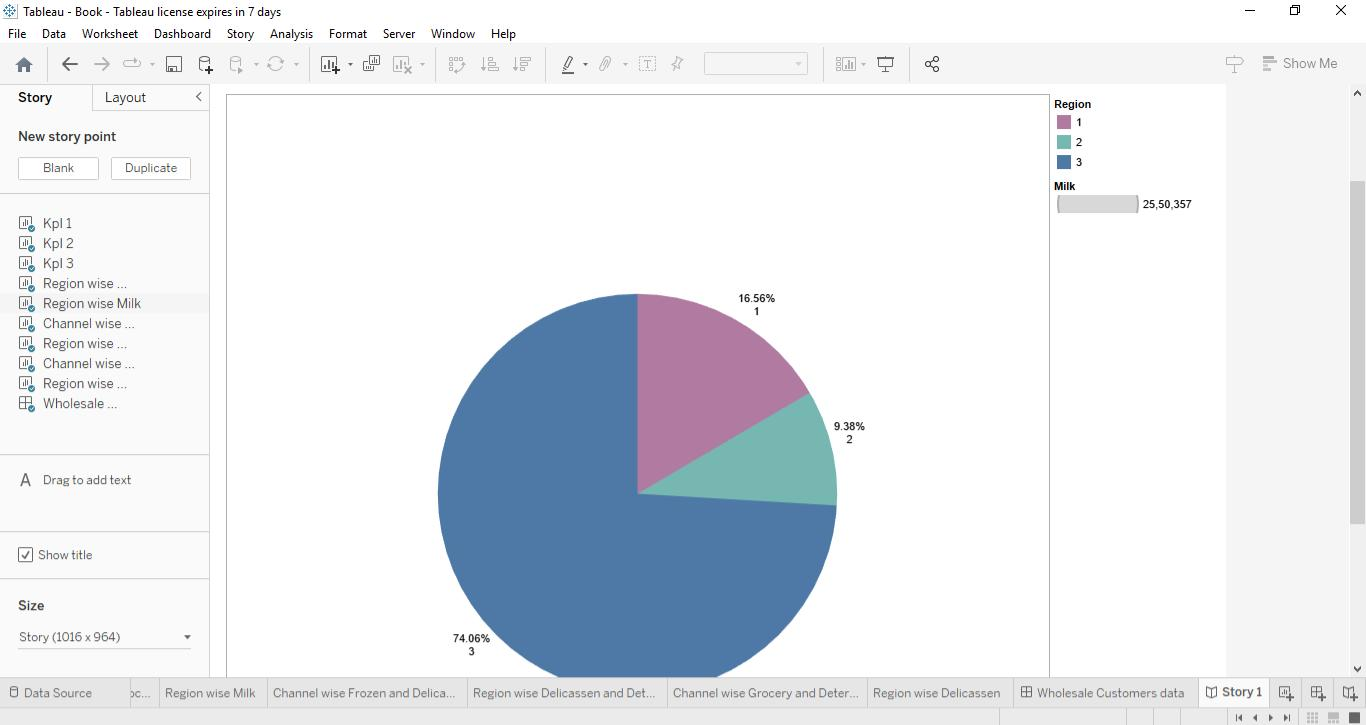 Tableau - Book - Tableau license expires in 7 days
File Data Worksheet Dashboard Story Analysis Format Server Window Help
Show Me
Story Layout
New story point
Blank Duplicate
Kpl 1
Kpl 2
Kpl 3
Region wise ...
Region wise Milk
Channel wise ...
Region wise ...
Channel wise ...
Region wise ...
Wholesale ...
A Drag to add text
Show title
Size
Story (1016 x 964)
16.56%
1
9.38%
2
74.06%
3
Region
1
2
3
Milk
25,50,357
Data Source oc... Region wise Milk Channel wise Frozen and Delica... Region wise Delicassen and Det... Channel wise Grocery and Deter... Region wise Delicassen Wholesale Customers data Story 1